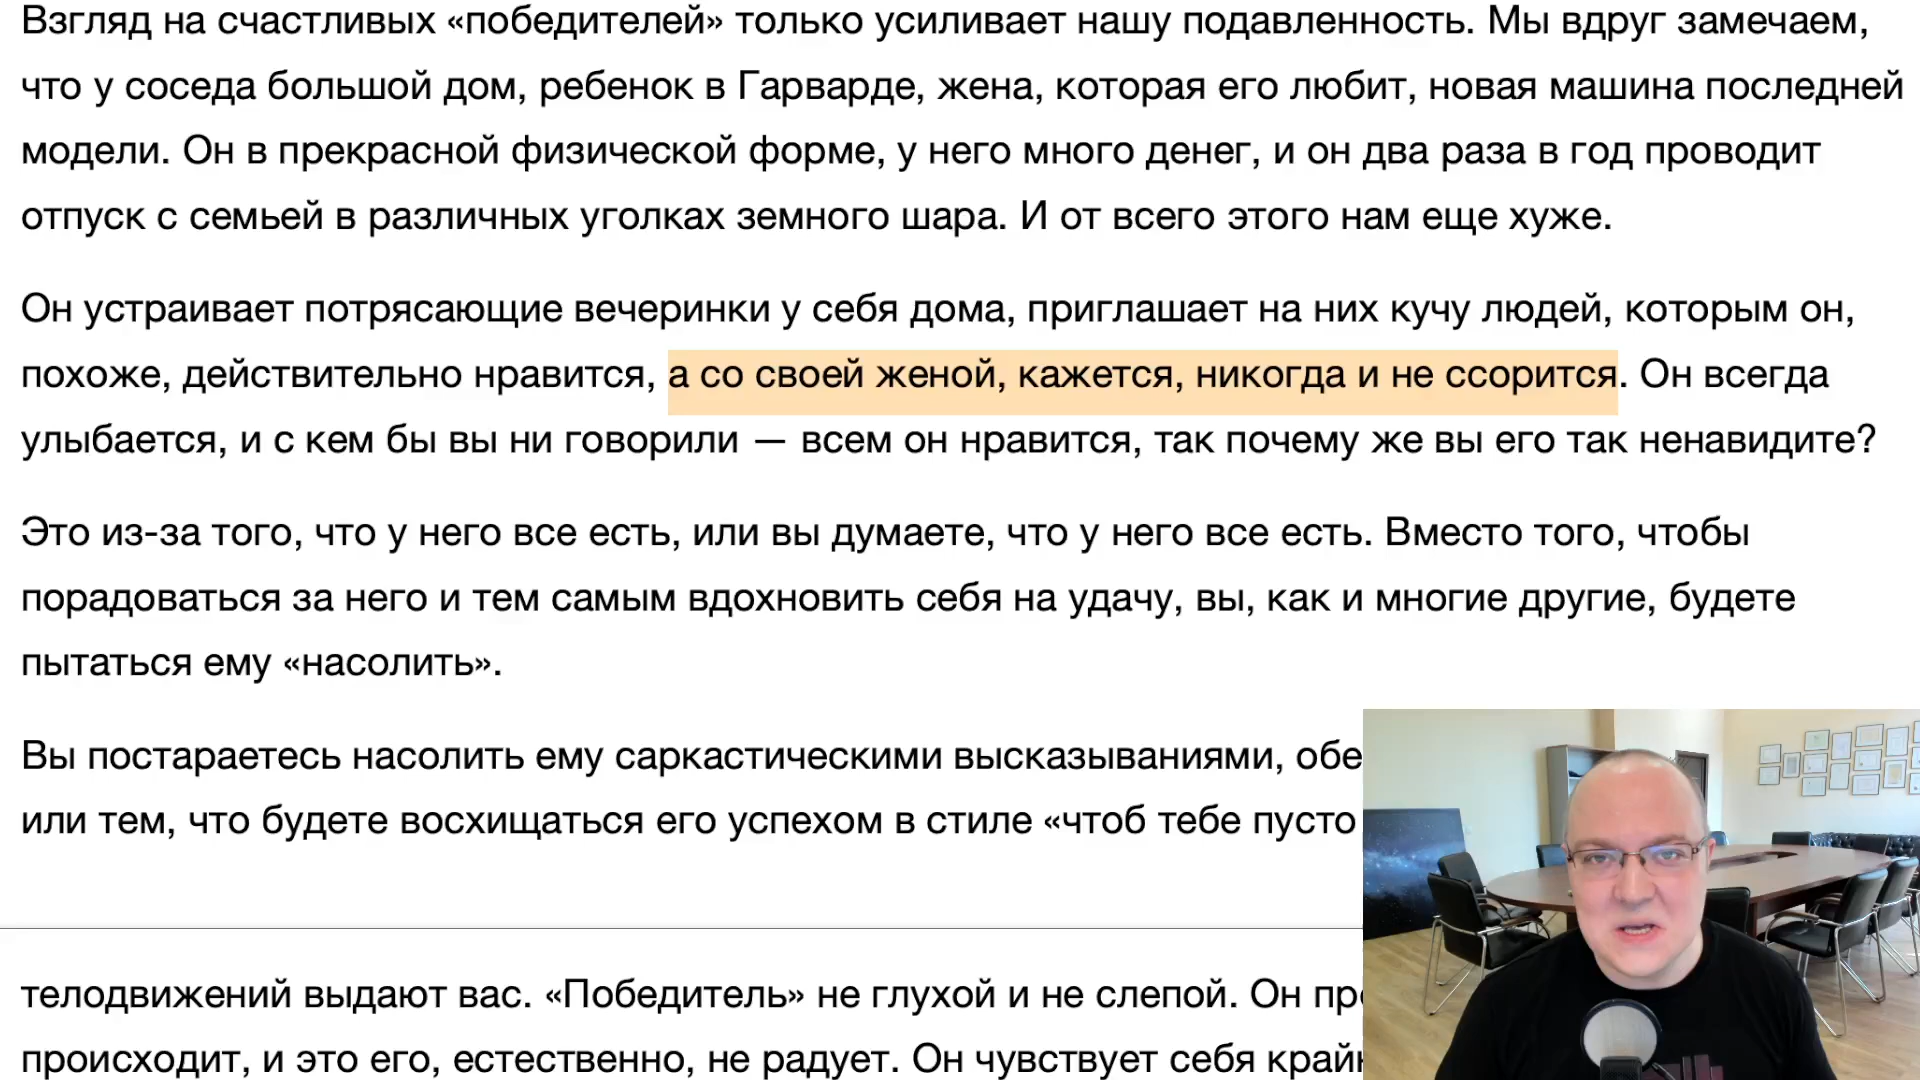 Взгляд на счастливых «победителей» только усиливает нашу подавленность. Мы вдруг замечаем,
что у соседа большой дом, ребенок в Гарварде, жена, которая его любит, новая машина последней
модели. Он в прекрасной физической форме, у него много денег, и он два раза в год проводит
отпуск с семьей в различных уголках земного шара. И от всего этого нам еще хуже.
Он устраивает потрясающие вечеринки у себя дома, приглашает на них кучу людей, которым он,
похоже, действительно нравится, а со своей женой, кажется, никогда и не ссорится. Он всегда
улыбается, и с кем бы вы ни говорили — всем он нравится, так почему же вы его так ненавидите?
Это из-за того, что у него все есть, или вы думаете, что у него все есть. Вместо того, чтобы
порадоваться за него и тем самым вдохновить себя на удачу, вы, как и многие другие, будете
пытаться ему «насолить».
Вы постараетесь насолить ему саркастическими высказываниями, обе
или тем, что будете восхищаться его успехом в стиле «чтоб тебе пусто
телодвижений выдают вас. «Победитель» не глухой и не слепой. Он пр
происходит, и это его, естественно, не радует. Он чувствует себя край